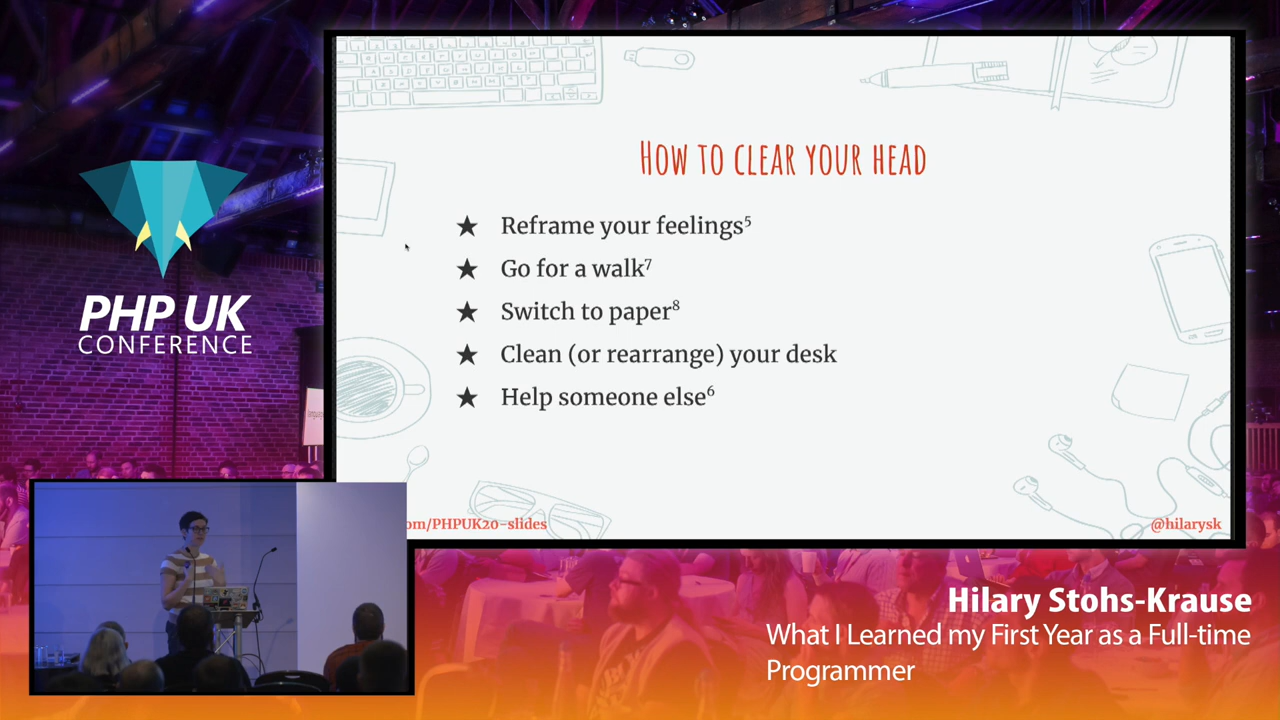 How to clear your head
★ Reframe your feelings⁵
★ Go for a walk⁷
★ Switch to paper⁸
★ Clean (or rearrange) your desk
★ Help someone else⁶
om/PHPUK20-slides
@hilarysk
PHP UK
CONFERENCE
Hilary Stohs-Krause
What I Learned my First Year as a Full-time
Programmer